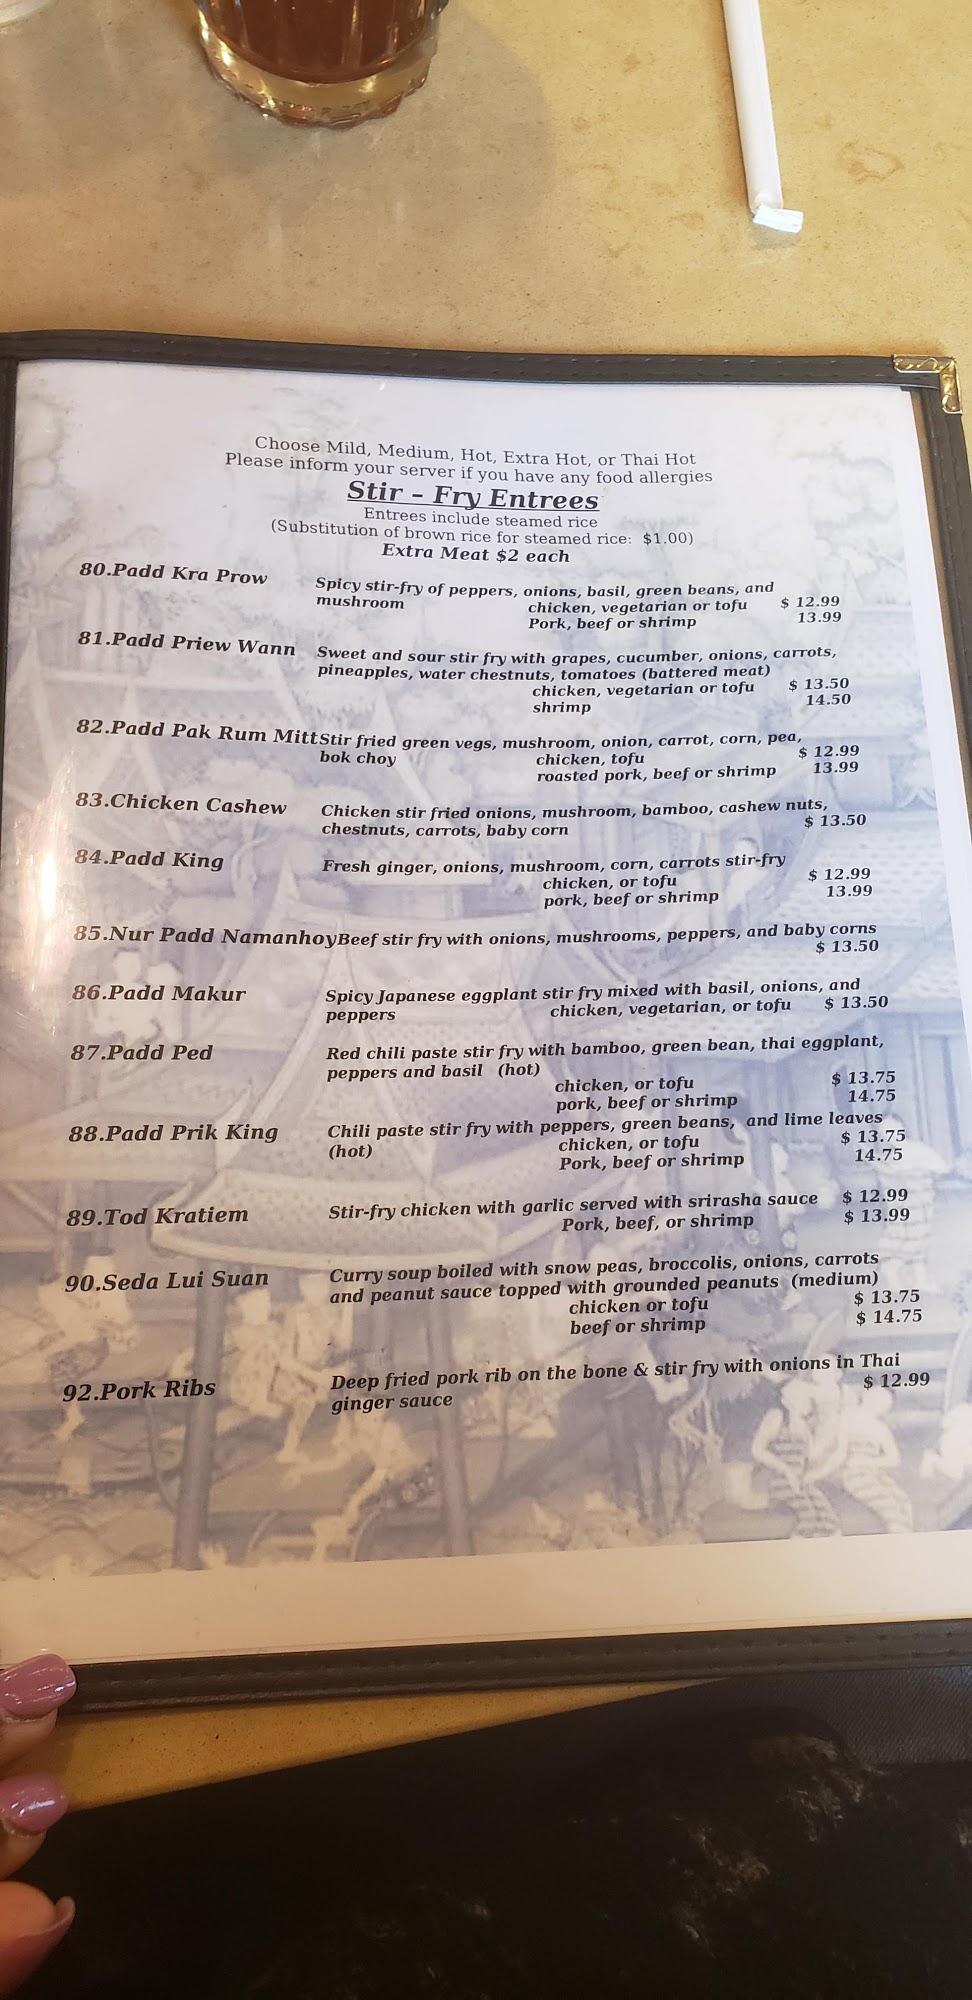 Choose Mild, Medium, Hot, Extra Hot, or Thai Hot
Please inform your server if you have any food allergies
Stir – Fry Entrees
Entrees include steamed rice
(Substitution of brown rice for steamed rice: $1.00)
Extra Meat $2 each
80.Padd Kra Prow Spicy stir-fry of peppers, onions, basil, green beans, and
mushroom chicken, vegetarian or tofu $ 12.99
Pork, beef or shrimp 13.99
81.Padd Priew Wann Sweet and sour stir fry with grapes, cucumber, onions, carrots,
pineapples, water chestnuts, tomatoes (battered meat)
chicken, vegetarian or tofu $ 13.50
shrimp 14.50
82.Padd Pak Rum Mitt Stir fried green vegs, mushroom, onion, carrot, corn, pea,
bok choy chicken, tofu $ 12.99
roasted pork, beef or shrimp 13.99
83.Chicken Cashew Chicken stir fried onions, mushroom, bamboo, cashew nuts,
chestnuts, carrots, baby corn $ 13.50
84.Padd King Fresh ginger, onions, mushroom, corn, carrots stir-fry
chicken, or tofu $ 12.99
pork, beef or shrimp 13.99
85.Nur Padd Namanhoy Beef stir fry with onions, mushrooms, peppers, and baby corns
$ 13.50
86.Padd Makur Spicy Japanese eggplant stir fry mixed with basil, onions, and
peppers chicken, vegetarian, or tofu $ 13.50
87.Padd Ped Red chili paste stir fry with bamboo, green bean, thai eggplant,
peppers and basil (hot)
chicken, or tofu $ 13.75
pork, beef or shrimp 14.75
88.Padd Prik King Chili paste stir fry with peppers, green beans, and lime leaves
(hot) chicken, or tofu $ 13.75
Pork, beef or shrimp 14.75
89.Tod Kratiem Stir-fry chicken with garlic served with srirasha sauce $ 12.99
Pork, beef, or shrimp $ 13.99
90.Seda Lui Suan Curry soup boiled with snow peas, broccolis, onions, carrots
and peanut sauce topped with grounded peanuts (medium)
chicken or tofu $ 13.75
beef or shrimp $ 14.75
92.Pork Ribs Deep fried pork rib on the bone & stir fry with onions in Thai
ginger sauce $ 12.99